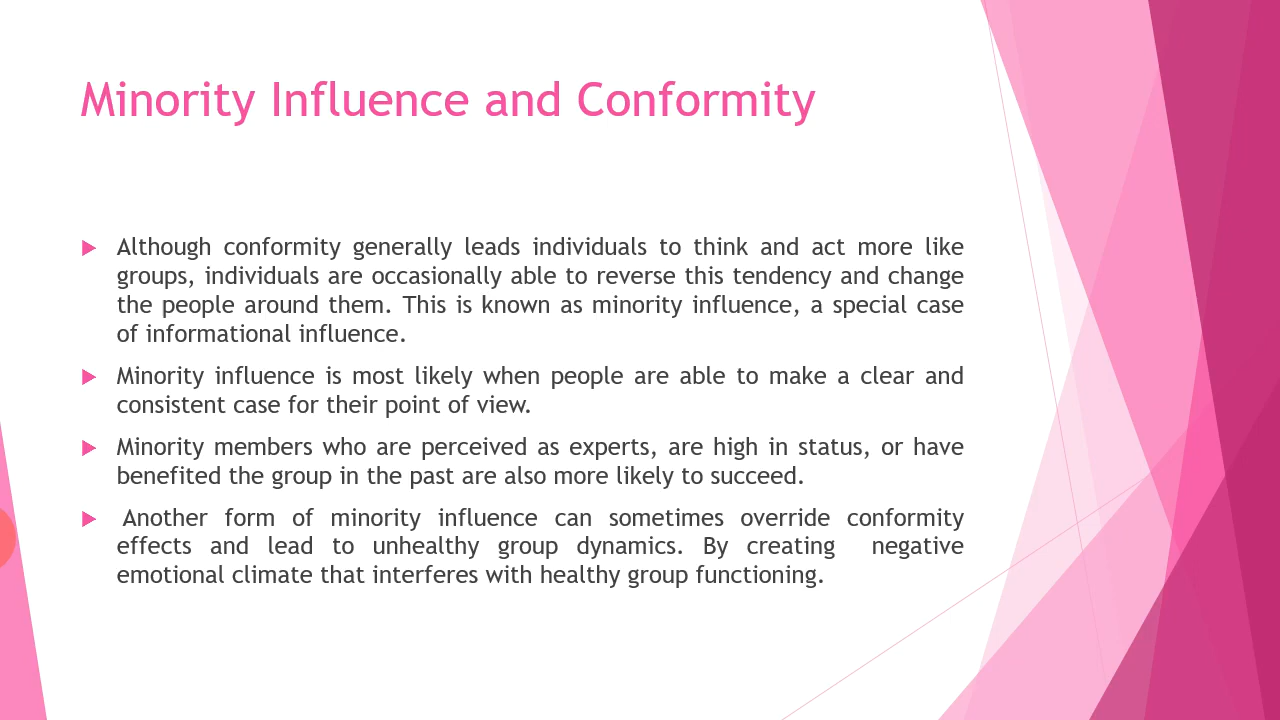 Minority Influence and Conformity
Although conformity generally leads individuals to think and act more like
groups, individuals are occasionally able to reverse this tendency and change
the people around them. This is known as minority influence, a special case
of informational influence.
Minority influence is most likely when people are able to make a clear and
consistent case for their point of view.
Minority members who are perceived as experts, are high in status, or have
benefited the group in the past are also more likely to succeed.
Another form of minority influence can sometimes override conformity
effects and lead to unhealthy group dynamics. By creating negative
emotional climate that interferes with healthy group functioning.